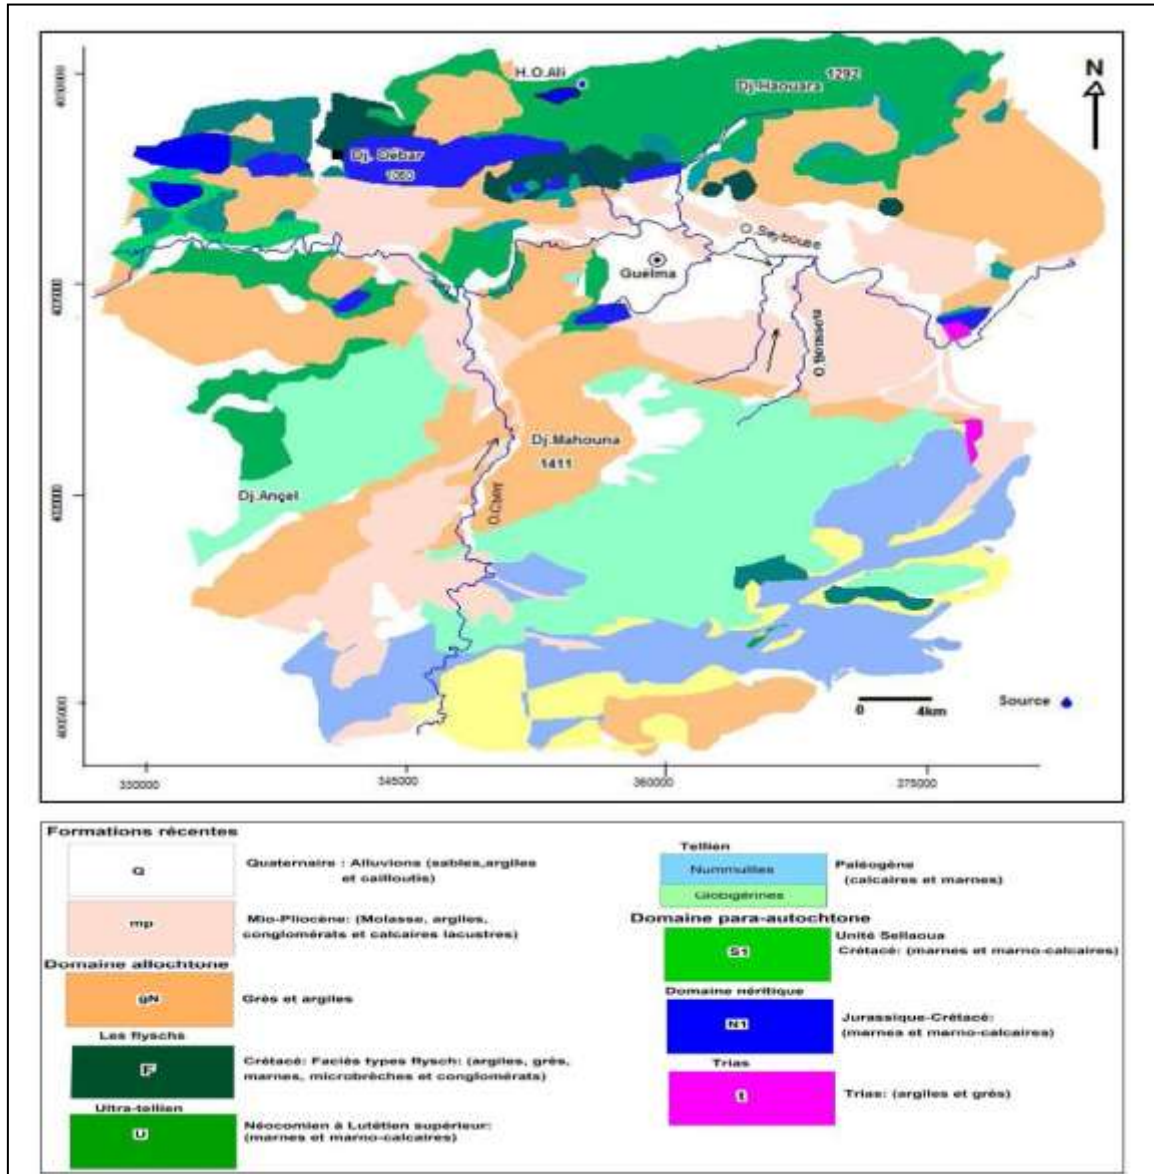 N
H.O.Ali
1292
Dj.Haouara
Dj. Débar
1060
O.Seybouse
Guelma
Dj.Mahouna
1411
Dj.Ançel
0
4km
Source
330000
345000
360000
375000
Formations récentes
Q
Quaternaire : Alluvions (sables,argiles
et cailloutis)
mp
Mio-Pliocène: (Molasse, argiles,
conglomérats et calcaires lacustres)
Domaine allochtone
gN
Grès et argiles
Les flyschs
F
Crétacé: Faciès types flysch: (argiles, grès,
marnes, microbrèches et conglomérats)
Ultra-tellien
U
Néocomien à Lutétien supérieur:
(marnes et marno-calcaires)
Tellien
Nummulites
Globigérines
Paléogène
(calcaires et marnes)
Domaine para-autochtone
S1
Unité Sellaoua
Crétacé: (marnes et marno-calcaires)
Domaine néritique
N1
Jurassique-Crétacé:
(marnes et marno-calcaires)
Trias
t
Trias: (argiles et grès)